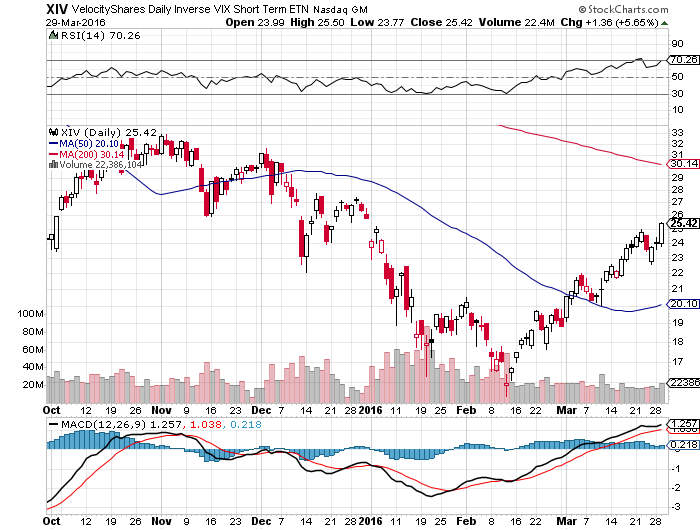 XIV VelocityShares Daily Inverse VIX Short Term ETN Nasdaq GM © StockCharts.com
29-Mar-2016 Open 23.99 High 25.50 Low 23.77 Close 25.42 Volume 22.4M Chg +1.36 (+5.65%)
RSI(14) 70.26
90
70.26
50
30
10
XIV (Daily) 25.42
MA(50) 20.10
MA(200) 30.14
Volume 22,386,104
33
32
31
30.14
29
28
27
26
25.42
24
23
22
21
20.10
19
18
17
22386
100M
80M
60M
40M
20M
Oct 12 19 26 Nov 9 16 23 Dec 7 14 21 28 2016 11 19 25 Feb 8 16 22 Mar 7 14 21 28
MACD(12,26,9) 1.257, 1.038, 0.218
1.257
0.218
-1
-2
-3
Oct 12 19 26 Nov 9 16 23 Dec 7 14 21 28 2016 11 19 25 Feb 8 16 22 Mar 7 14 21 28